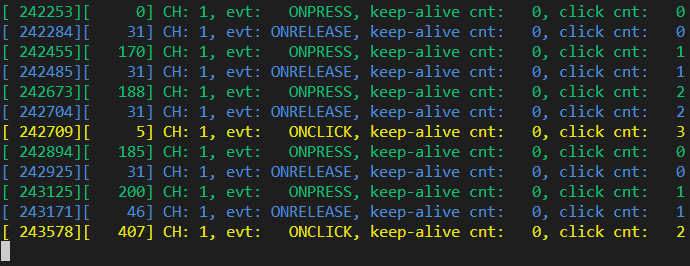 [ 242253][     0] CH: 1, evt:   ONPRESS, keep-alive cnt:   0, click cnt:   0
[ 242284][    31] CH: 1, evt: ONRELEASE, keep-alive cnt:   0, click cnt:   0
[ 242455][   170] CH: 1, evt:   ONPRESS, keep-alive cnt:   0, click cnt:   1
[ 242485][    31] CH: 1, evt: ONRELEASE, keep-alive cnt:   0, click cnt:   1
[ 242673][   188] CH: 1, evt:   ONPRESS, keep-alive cnt:   0, click cnt:   2
[ 242704][    31] CH: 1, evt: ONRELEASE, keep-alive cnt:   0, click cnt:   2
[ 242709][     5] CH: 1, evt:   ONCLICK, keep-alive cnt:   0, click cnt:   3
[ 242894][   185] CH: 1, evt:   ONPRESS, keep-alive cnt:   0, click cnt:   0
[ 242925][    31] CH: 1, evt: ONRELEASE, keep-alive cnt:   0, click cnt:   0
[ 243125][   200] CH: 1, evt:   ONPRESS, keep-alive cnt:   0, click cnt:   1
[ 243171][    46] CH: 1, evt: ONRELEASE, keep-alive cnt:   0, click cnt:   1
[ 243578][   407] CH: 1, evt:   ONCLICK, keep-alive cnt:   0, click cnt:   2